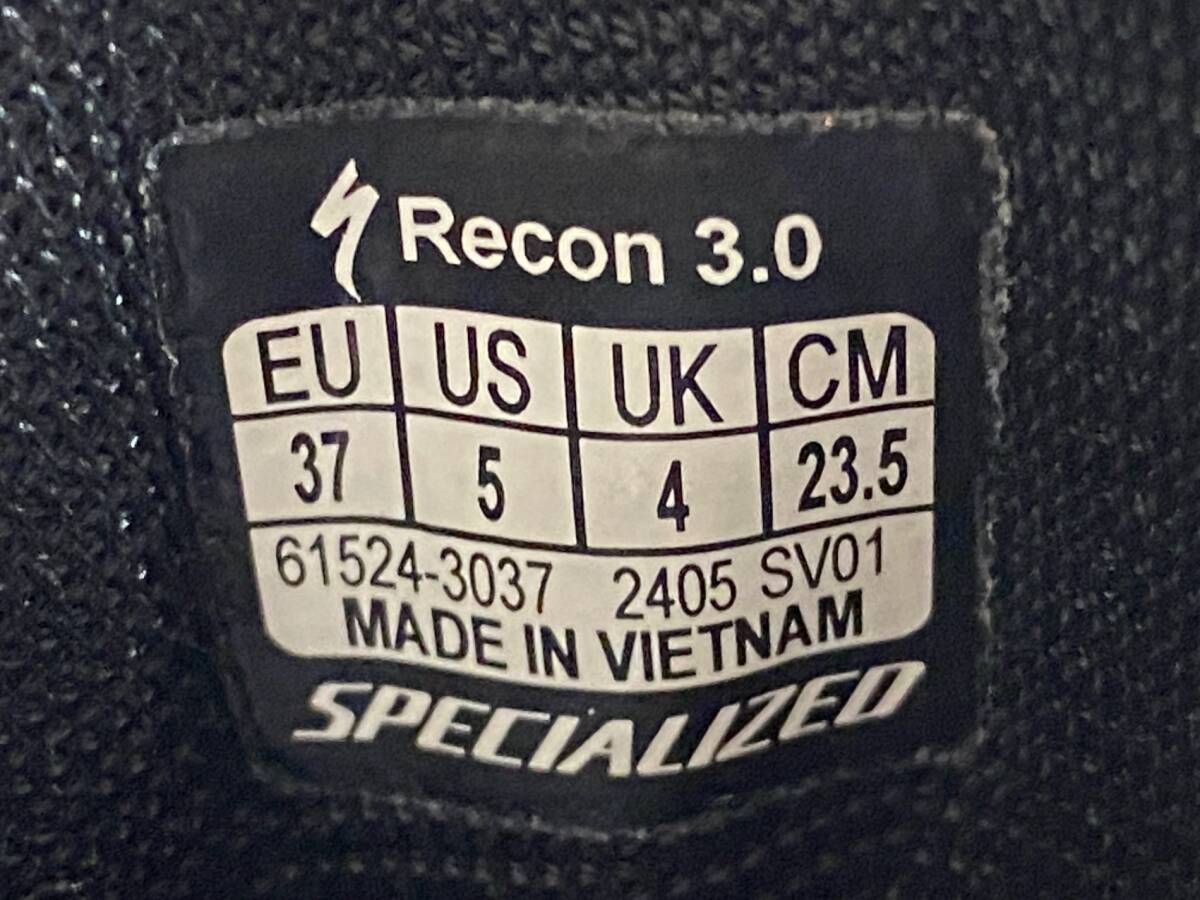 Recon 3.0
EU US UK CM
37 5 4 23.5
61524-3037 2405 SV01
MADE IN VIETNAM
SPECIALIZED